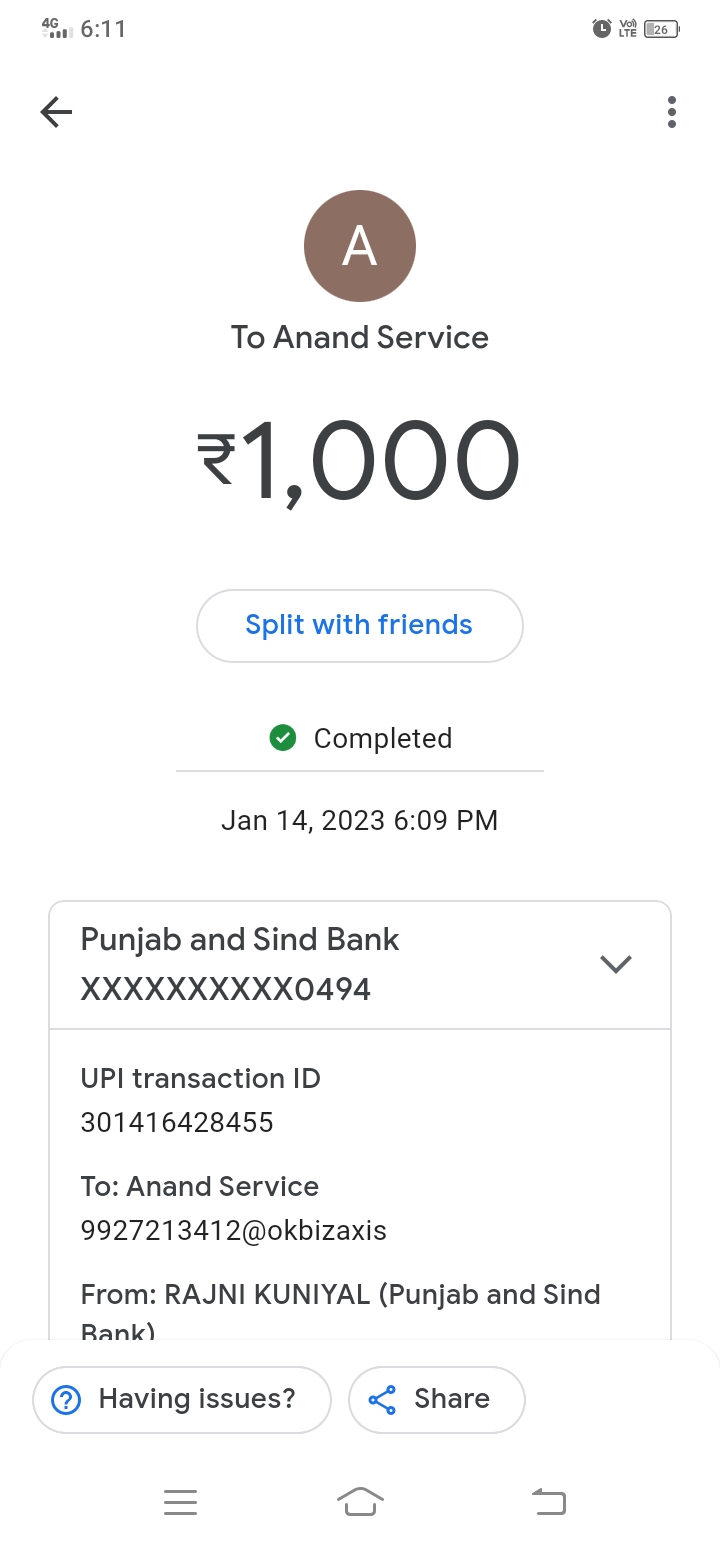 4G 6:11 Vo)) LTE 26
A
To Anand Service
₹1,000
Split with friends
Completed
Jan 14, 2023 6:09 PM
Punjab and Sind Bank
XXXXXXXXXX0494
UPI transaction ID
301416428455
To: Anand Service
9927213412@okbizaxis
From: RAJNI KUNIYAL (Punjab and Sind
Bank)
Having issues? Share